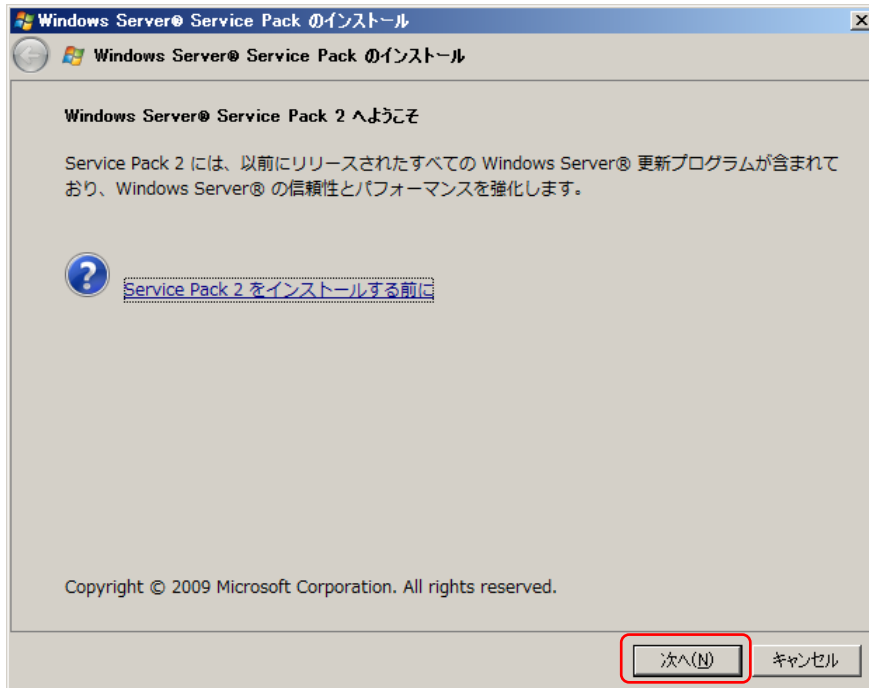 Windows Server® Service Pack のインストール
Windows Server® Service Pack のインストール
Windows Server® Service Pack 2 へようこそ
Service Pack 2 には、以前にリリースされたすべての Windows Server® 更新プログラムが含まれて
おり、Windows Server® の信頼性とパフォーマンスを強化します。
Service Pack 2 をインストールする前に
Copyright © 2009 Microsoft Corporation. All rights reserved.
次へ(N) キャンセル